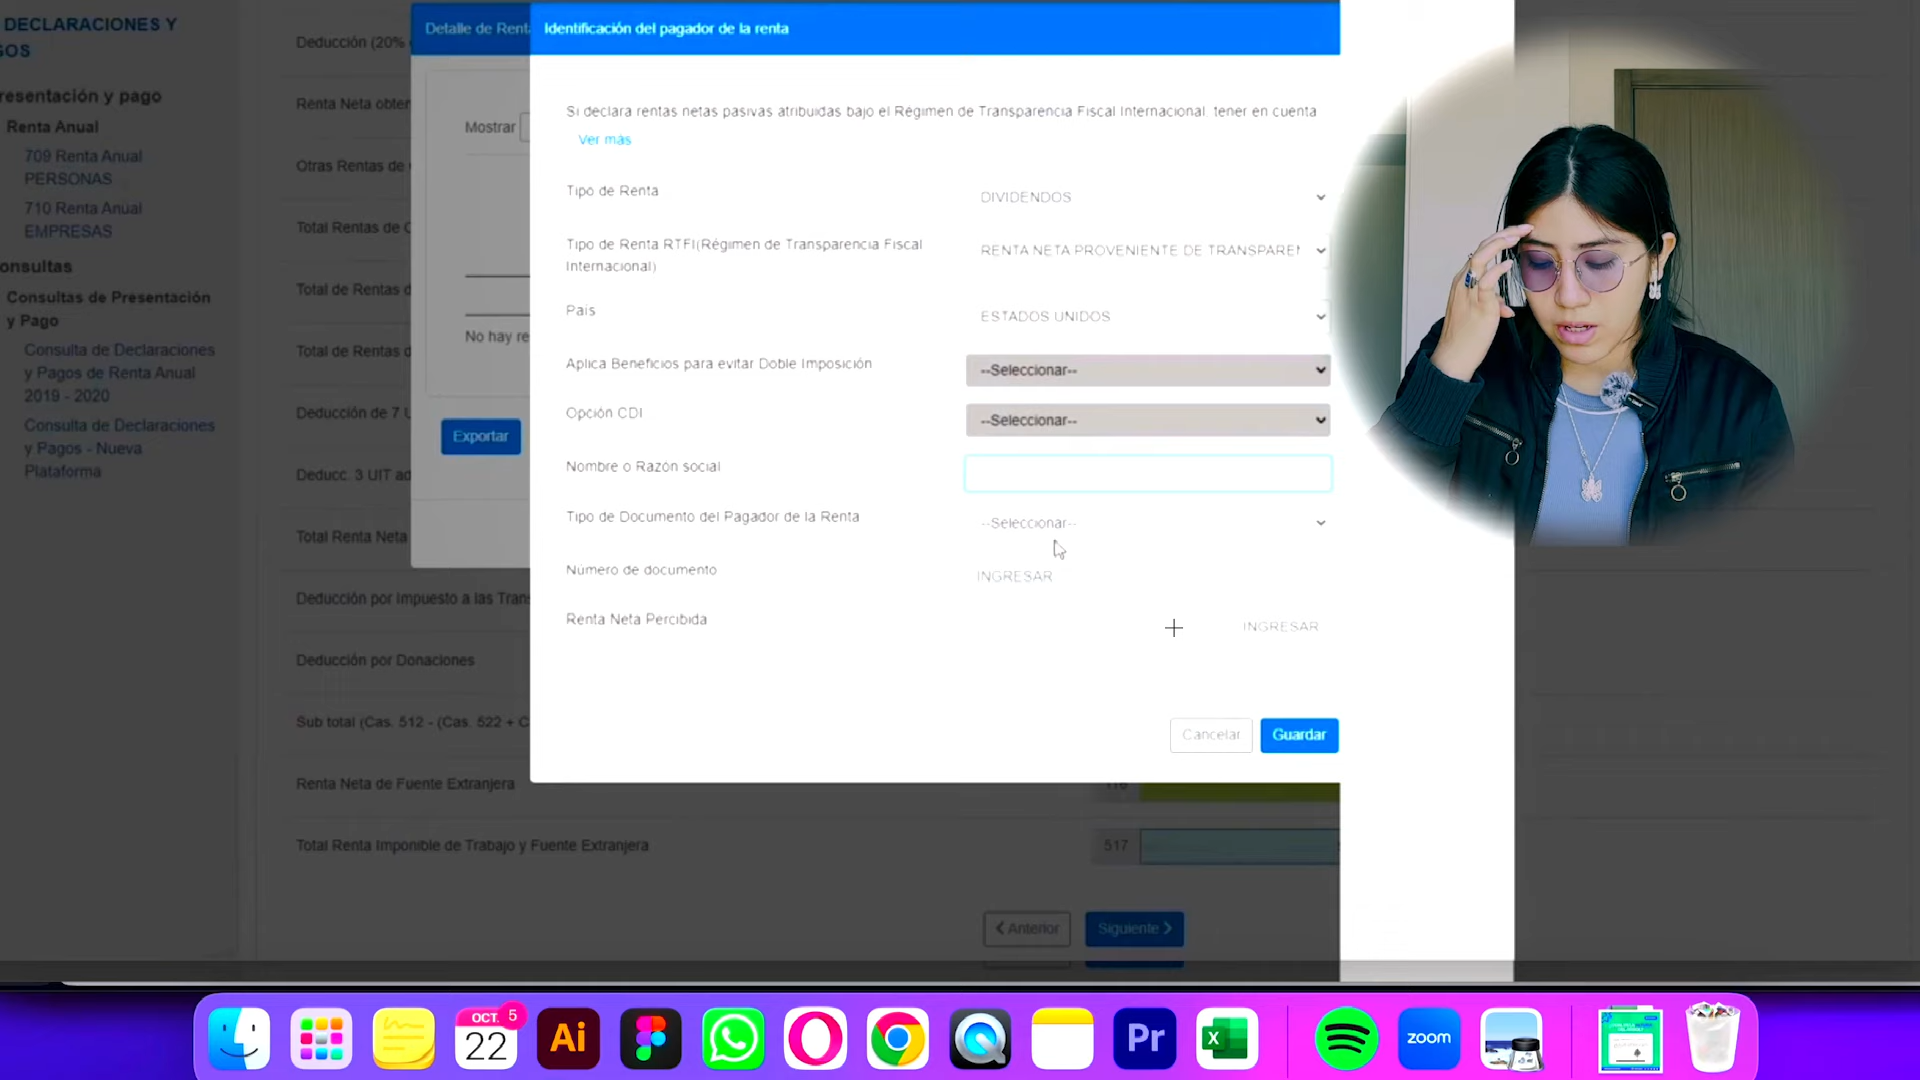 DECLARACIONES Y
Presentación y pago
Renta Anual
709 Renta Anual
PERSONAS
710 Renta Anual
EMPRESAS
Consultas de Presentación
y Pago
Consulta de Declaraciones
y Pagos de Renta Anual
2019 - 2020
Consulta de Declaraciones
y Pagos - Nueva
Plataforma
Deducción (20%
Renta Neta
Otras Rentas de
Total Rentas de
Total de Rentas
Total de Rentas
Deducción de 7
Deducc. 3 UIT
Total Renta Neta
Deducción por Impuesto a las
Deducción por Donaciones
Sub total (Cas. 512 - (Cas. 522 +
Renta Neta de Fuente Extranjera
116
Total Renta Imponible de Trabajo y Fuente Extranjera
517
Anterior
Siguiente
Detalle de
Mostrar
No hay
Exportar
Identificación del pagador de la renta
Si declara rentas netas pasivas atribuidas bajo el Régimen de Transparencia Fiscal Internacional, tener en cuenta
Ver más
Tipo de Renta
DIVIDENDOS
Tipo de Renta RTFI(Régimen de Transparencia Fiscal
Internacional)
RENTA NETA PROVENIENTE DE
País
ESTADOS UNIDOS
Aplica Beneficios para evitar Doble Imposición
--Seleccionar--
Opción CDI
--Seleccionar--
Nombre o Razón social
Tipo de Documento del Pagador de la Renta
--Seleccionar--
Número de documento
INGRESAR
Renta Neta Percibida
INGRESAR
Cancelar
Guardar
OCT.
5
22
Ai
Pr
X
zoom